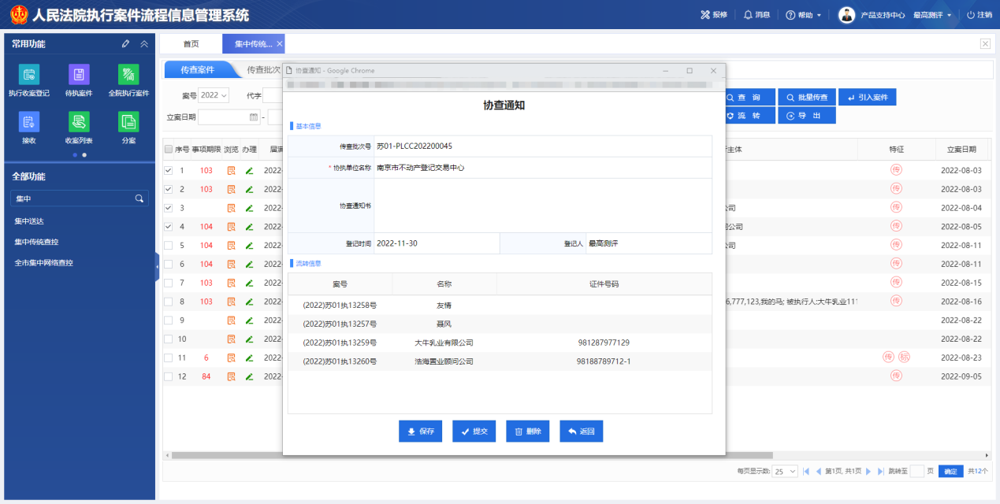 人民法院执行案件流程信息管理系统
报修 消息 帮助 产品支持中心 最高测评 注销
常用功能
执行收案登记 待执案件 全院执行案件
接收 收案列表 分案
全部功能
集中
集中送达
集中传统查控
全市集中网络查控
首页 集中传统...
传查案件 传查批次
案号 2022 代字
立案日期 -
查 询 批量传查 引入案件
流 转 导 出
序号 事项期限 浏览 办理 主体 特征 立案日期
1 103 2022- 传 2022-08-03
2 103 2022- 传 2022-08-03
3 2022- 公司 传 2022-08-04
4 104 2022- 公司 传 2022-08-05
5 104 2022- 公司 传 2022-08-11
6 104 2022- 传 2022-08-11
7 103 2022- 传 2022-08-15
8 103 2022- 6,777,123,我的马; 被执行人:大牛乳业111 传 2022-08-16
9 2022- 2022-08-22
10 2022- 2022-08-22
11 6 2022- 传 标 2022-08-23
12 84 2022- 传 2022-09-05
每页显示数: 25 第1页, 共1页 跳转至 页 确定 共12个
协查通知 - Google Chrome
协查通知
基本信息
传查批次号 苏01-PLCC202200045
* 协执单位名称 南京市不动产登记交易中心
协查通知书
登记时间 2022-11-30 登记人 最高测评
流转信息
案号 名称 证件号码
(2022)苏01执13258号 友情
(2022)苏01执13257号 聂风
(2022)苏01执13259号 大牛乳业有限公司 981287977129
(2022)苏01执13260号 浩海置业顾问公司 98188789712-1
保存 提交 删除 返回